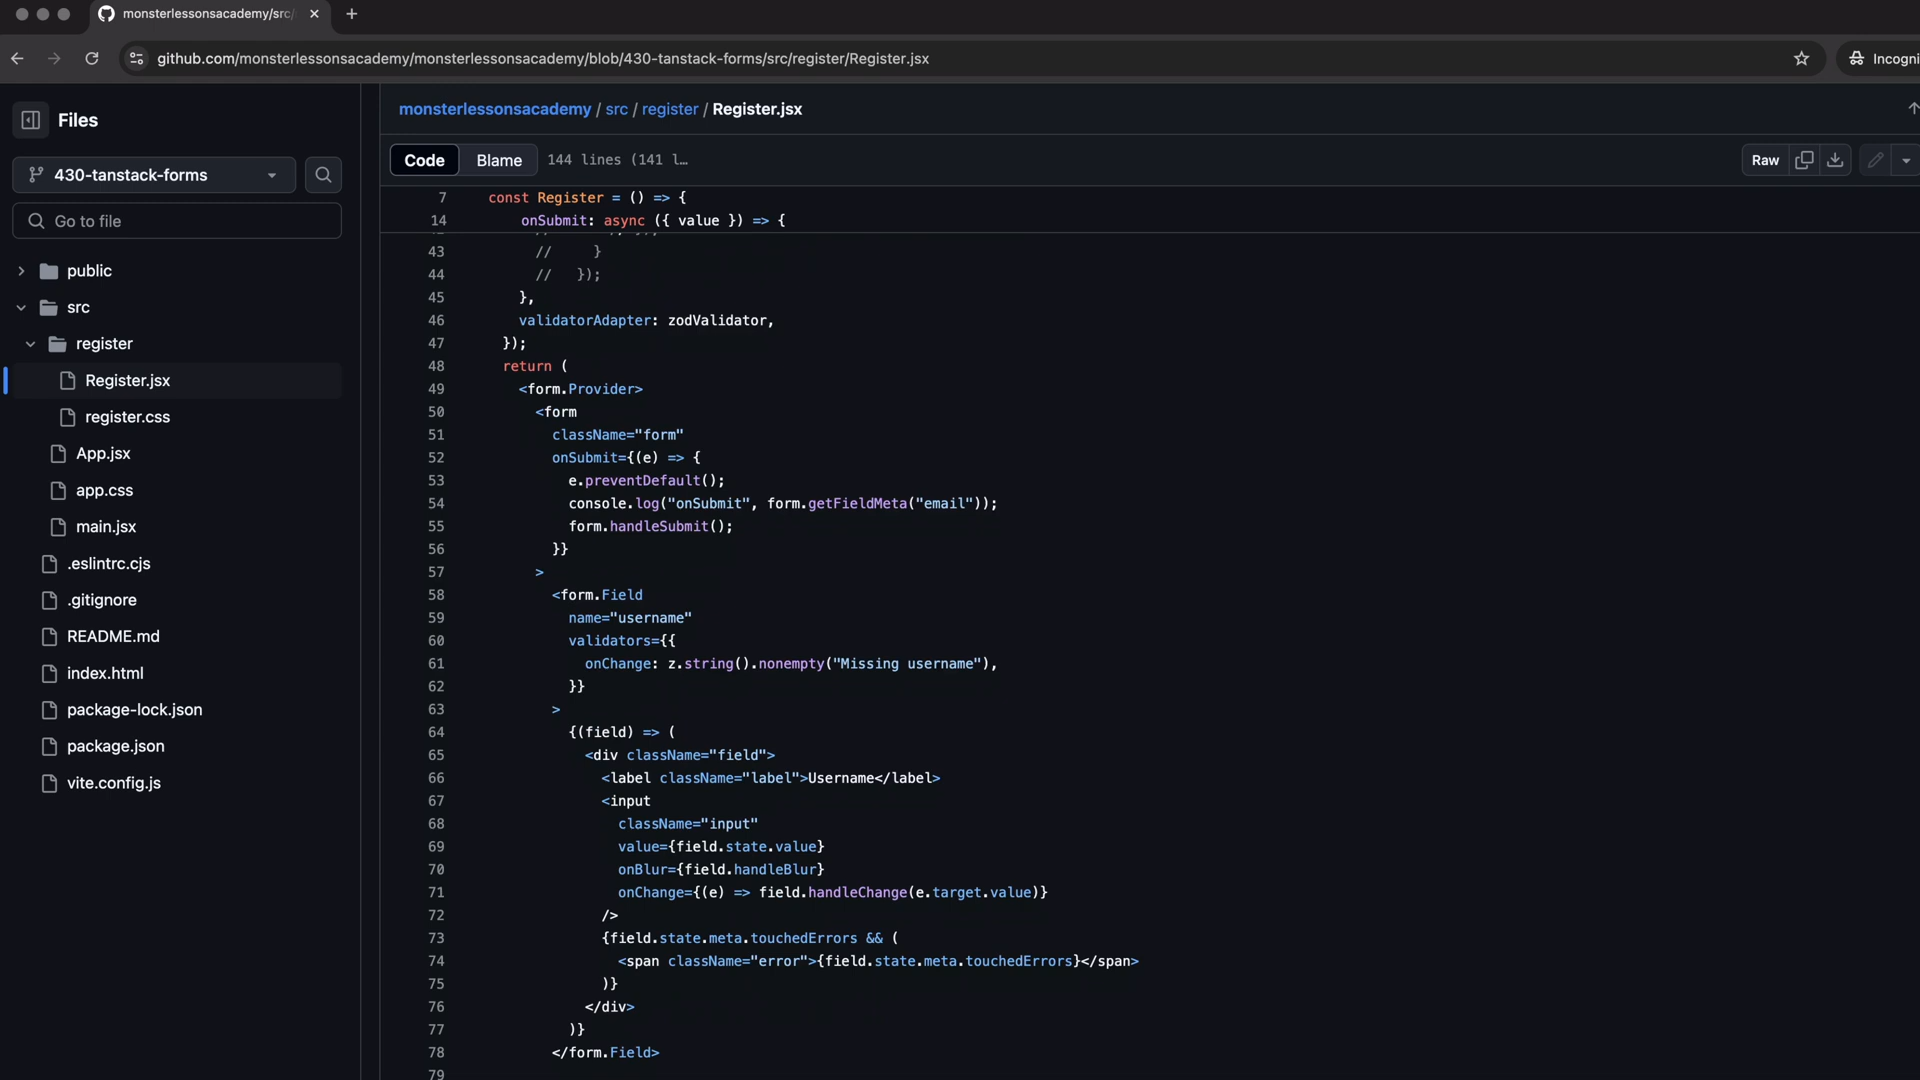 monsterlessonsacademy/src/
github.com/monsterlessonsacademy/monsterlessonsacademy/blob/430-tanstack-forms/src/register/Register.jsx
Incogni
Files
430-tanstack-forms
Go to file
public
src
register
Register.jsx
register.css
App.jsx
app.css
main.jsx
.eslintrc.cjs
.gitignore
README.md
index.html
package-lock.json
package.json
vite.config.js
monsterlessonsacademy / src / register / Register.jsx
Code Blame 144 lines (141 l… Raw
7 const Register = () => {
14 onSubmit: async ({ value }) => {
43 // }
44 // });
45 },
46 validatorAdapter: zodValidator,
47 });
48 return (
49 <form.Provider>
50 <form
51 className="form"
52 onSubmit={(e) => {
53 e.preventDefault();
54 console.log("onSubmit", form.getFieldMeta("email"));
55 form.handleSubmit();
56 }}
57 >
58 <form.Field
59 name="username"
60 validators={{
61 onChange: z.string().nonempty("Missing username"),
62 }}
63 >
64 {(field) => (
65 <div className="field">
66 <label className="label">Username</label>
67 <input
68 className="input"
69 value={field.state.value}
70 onBlur={field.handleBlur}
71 onChange={(e) => field.handleChange(e.target.value)}
72 />
73 {field.state.meta.touchedErrors && (
74 <span className="error">{field.state.meta.touchedErrors}</span>
75 )}
76 </div>
77 )}
78 </form.Field>
79